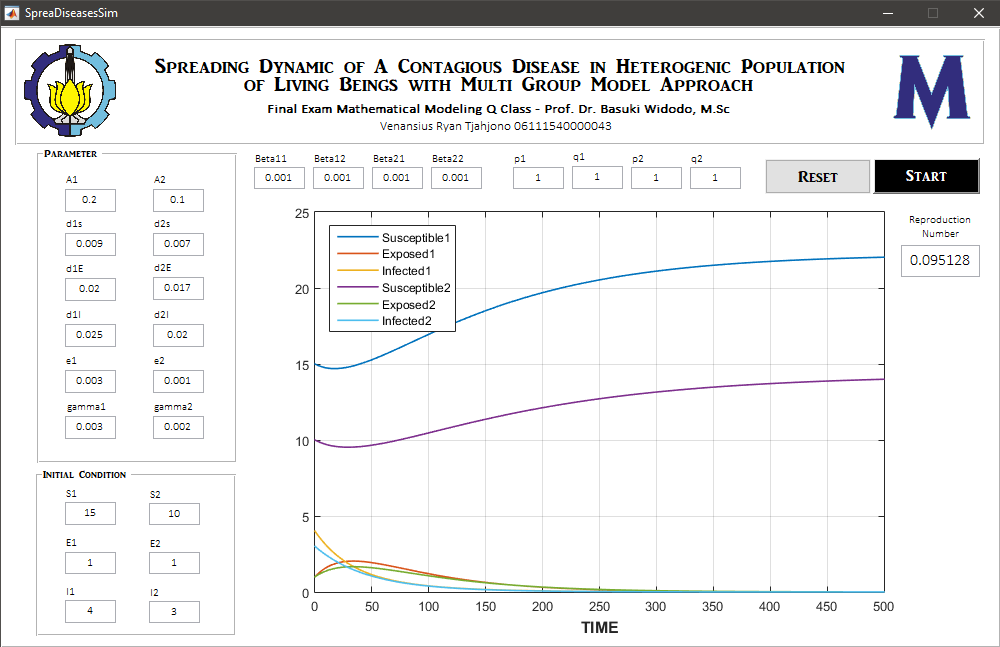 SpreaDiseasesSim
SPREADING DYNAMIC OF A CONTAGIOUS DISEASE IN HETEROGENIC POPULATION
OF LIVING BEINGS WITH MULTI GROUP MODEL APPROACH
Final Exam Mathematical Modeling Q Class - Prof. Dr. Basuki Widodo, M.Sc
Venansius Ryan Tjahjono 06111540000043
M
PARAMETER
A1 A2
0.2 0.1
d1s d2s
0.009 0.007
d1E d2E
0.02 0.017
d1I d2I
0.025 0.02
e1 e2
0.003 0.001
gamma1 gamma2
0.003 0.002
INITIAL CONDITION
S1 S2
15 10
E1 E2
1 1
I1 I2
4 3
Beta11 Beta12 Beta21 Beta22 p1 q1 p2 q2
0.001 0.001 0.001 0.001 1 1 1 1
RESET START
Reproduction
Number
0.095128
Susceptible1
Exposed1
Infected1
Susceptible2
Exposed2
Infected2
25
20
15
10
5
0
0 50 100 150 200 250 300 350 400 450 500
TIME